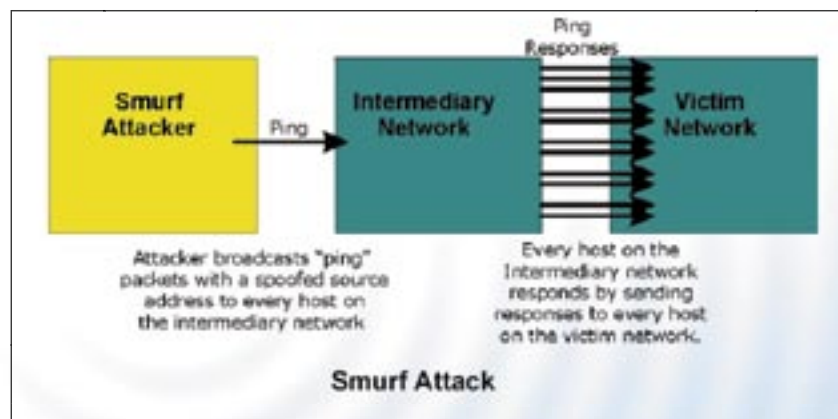 Ping
Responses
Smurf
Attacker
Ping
Intermediary
Network
Victim
Network
Attacker broadcasts "ping"
packets with a spoofed source
address to every host on
the intermediary network
Every host on the
Intermediary network
responds by sending
responses to every host
on the victim network.
Smurf Attack